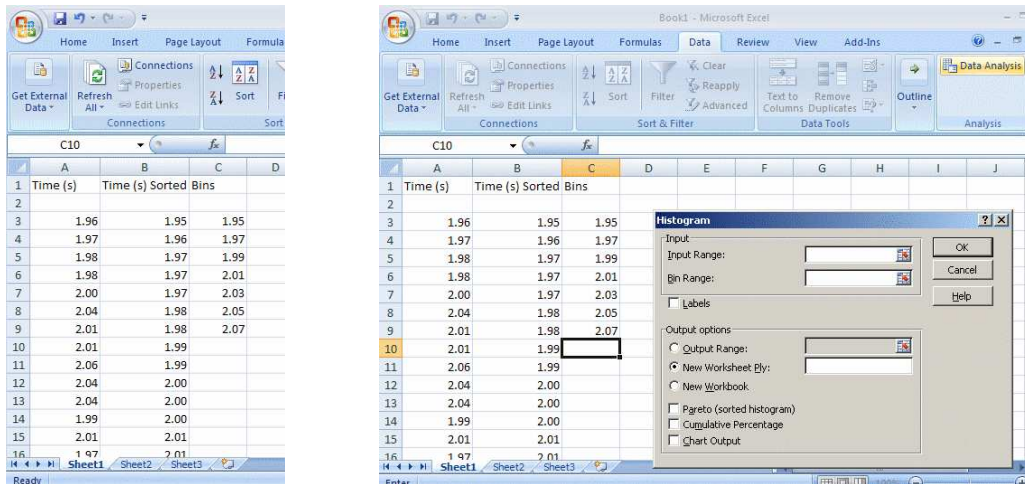 Home Insert Page Layout Formula
Get External Data
Refresh All
Connections
Properties
Edit Links
Sort
Connections
Sort
C10
fx
A B C D
1 Time (s) Time (s) Sorted Bins
2
3 1.96 1.95 1.95
4 1.97 1.96 1.97
5 1.98 1.97 1.99
6 1.98 1.97 2.01
7 2.00 1.97 2.03
8 2.04 1.98 2.05
9 2.01 1.98 2.07
10 2.01 1.99
11 2.06 1.99
12 2.04 2.00
13 2.04 2.00
14 1.99 2.00
15 2.01 2.01
16 1.97 2.01
Sheet1 Sheet2 Sheet3
Ready
Book1 - Microsoft Excel
Home Insert Page Layout Formulas Data Review View Add-Ins
Get External Data
Refresh All
Connections
Properties
Edit Links
Sort
Filter
Clear
Reapply
Advanced
Text to Columns
Remove Duplicates
Outline
Data Analysis
Connections Sort & Filter Data Tools Analysis
C10
fx
A B C D E F G H I J
1 Time (s) Time (s) Sorted Bins
2
3 1.96 1.95 1.95
4 1.97 1.96 1.97
5 1.98 1.97 1.99
6 1.98 1.97 2.01
7 2.00 1.97 2.03
8 2.04 1.98 2.05
9 2.01 1.98 2.07
10 2.01 1.99
11 2.06 1.99
12 2.04 2.00
13 2.04 2.00
14 1.99 2.00
15 2.01 2.01
16 1.97 2.01
Sheet1 Sheet2 Sheet3
Enter
100%
Histogram
Input
Input Range:
Bin Range:
Labels
OK
Cancel
Help
Output options
Output Range:
New Worksheet Ply:
New Workbook
Pareto (sorted histogram)
Cumulative Percentage
Chart Output